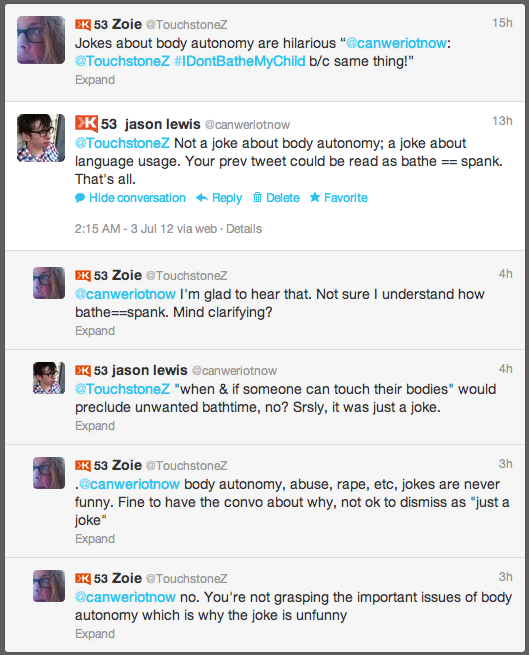 K 53 Zoie @TouchstoneZ 15h
Jokes about body autonomy are hilarious “@canweriotnow:
@TouchstoneZ #IDontBatheMyChild b/c same thing!”
Expand
K 53 jason lewis @canweriotnow 13h
@TouchstoneZ Not a joke about body autonomy; a joke about
language usage. Your prev tweet could be read as bathe == spank.
That's all.
Hide conversation Reply Delete Favorite
2:15 AM - 3 Jul 12 via web · Details
K 53 Zoie @TouchstoneZ 4h
@canweriotnow I'm glad to hear that. Not sure I understand how
bathe==spank. Mind clarifying?
Expand
K 53 jason lewis @canweriotnow 4h
@TouchstoneZ "when & if someone can touch their bodies" would
preclude unwanted bathtime, no? Srsly, it was just a joke.
Expand
K 53 Zoie @TouchstoneZ 3h
.@canweriotnow body autonomy, abuse, rape, etc, jokes are never
funny. Fine to have the convo about why, not ok to dismiss as "just a
joke"
Expand
K 53 Zoie @TouchstoneZ 3h
@canweriotnow no. You're not grasping the important issues of body
autonomy which is why the joke is unfunny
Expand